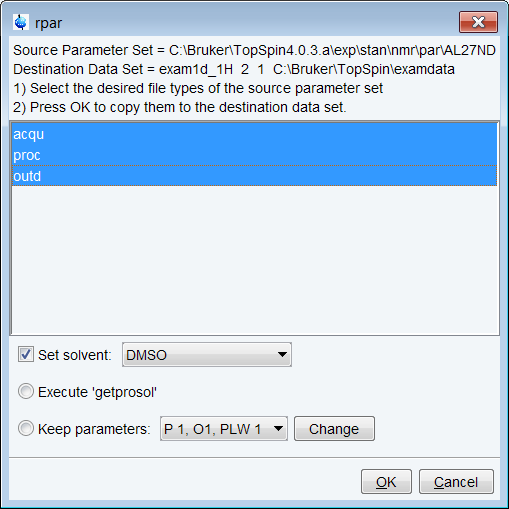 rpar
Source Parameter Set = C:\Bruker\TopSpin4.0.3.a\exp\stan\nmr\par\AL27ND
Destination Data Set = exam1d_1H  2  1  C:\Bruker\TopSpin\examdata
1) Select the desired file types of the source parameter set
2) Press OK to copy them to the destination data set.
acqu
proc
outd
Set solvent: DMSO
Execute 'getprosol'
Keep parameters: P 1, O1, PLW 1 Change
OK Cancel